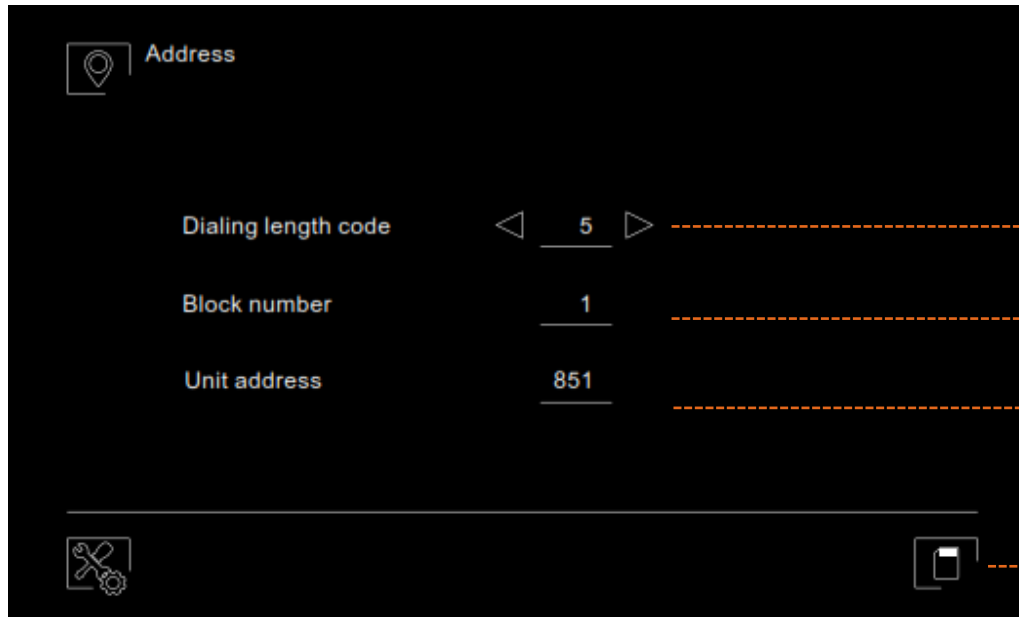 Address
Dialing length code 5
Block number 1
Unit address 851